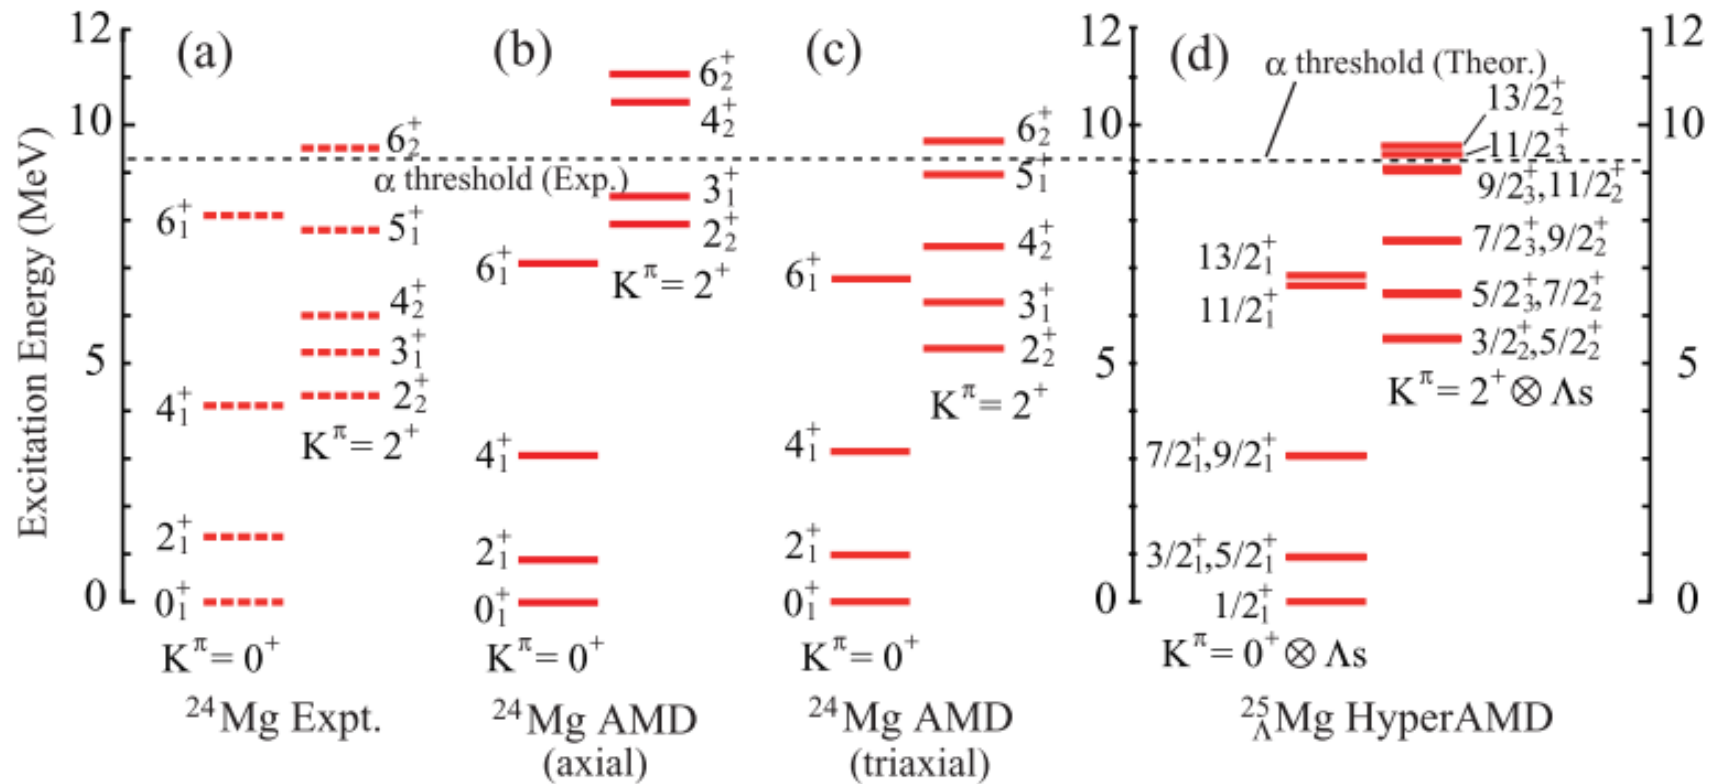 Excitation Energy (MeV)
12
10
5
0
(a)
6₂⁺
6₁⁺
5₁⁺
4₂⁺
3₁⁺
4₁⁺
2₂⁺
K^π = 2⁺
2₁⁺
0₁⁺
K^π = 0⁺
²⁴Mg Expt.
α threshold (Exp.)
(b)
6₂⁺
4₂⁺
3₁⁺
2₂⁺
6₁⁺
K^π = 2⁺
4₁⁺
2₁⁺
0₁⁺
K^π = 0⁺
²⁴Mg AMD
(axial)
(c)
6₂⁺
5₁⁺
4₂⁺
6₁⁺
3₁⁺
2₂⁺
K^π = 2⁺
4₁⁺
2₁⁺
0₁⁺
K^π = 0⁺
²⁴Mg AMD
(triaxial)
12
10
5
0
(d)
α threshold (Theor.)
13/2₂⁺
11/2₃⁺
9/2₃⁺,11/2₂⁺
7/2₃⁺,9/2₂⁺
13/2₁⁺
5/2₃⁺,7/2₂⁺
11/2₁⁺
3/2₂⁺,5/2₂⁺
K^π = 2⁺ ⊗ Λs
7/2₁⁺,9/2₁⁺
3/2₁⁺,5/2₁⁺
1/2₁⁺
K^π = 0⁺ ⊗ Λs
²⁵_ΛMg HyperAMD
12
10
5
0